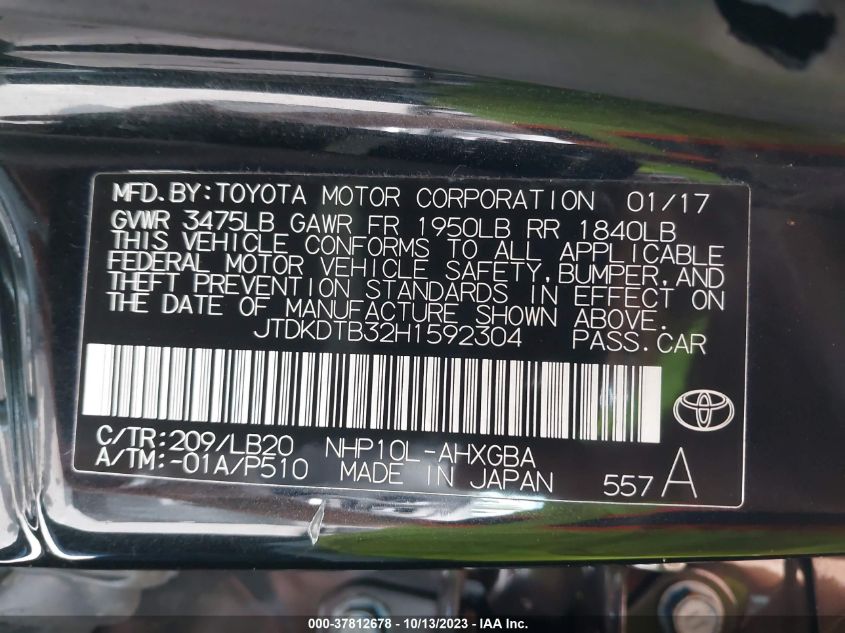 MFD.BY:TOYOTA MOTOR CORPORATION 01/17
GVWR 3475LB GAWR FR 1950LB RR 1840LB
THIS VEHICLE CONFORMS TO ALL APPLICABLE
FEDERAL MOTOR VEHICLE SAFETY,BUMPER,AND
THEFT PREVENTION STANDARDS IN EFFECT ON
THE DATE OF MANUFACTURE SHOWN ABOVE.
JTDKDTB32H1592304 PASS.CAR
C/TR:209/LB20 NHP10L-AHXGBA
A/TM:-01A/P510 MADE IN JAPAN 557A
000-37812678 - 10/13/2023 - IAA Inc.